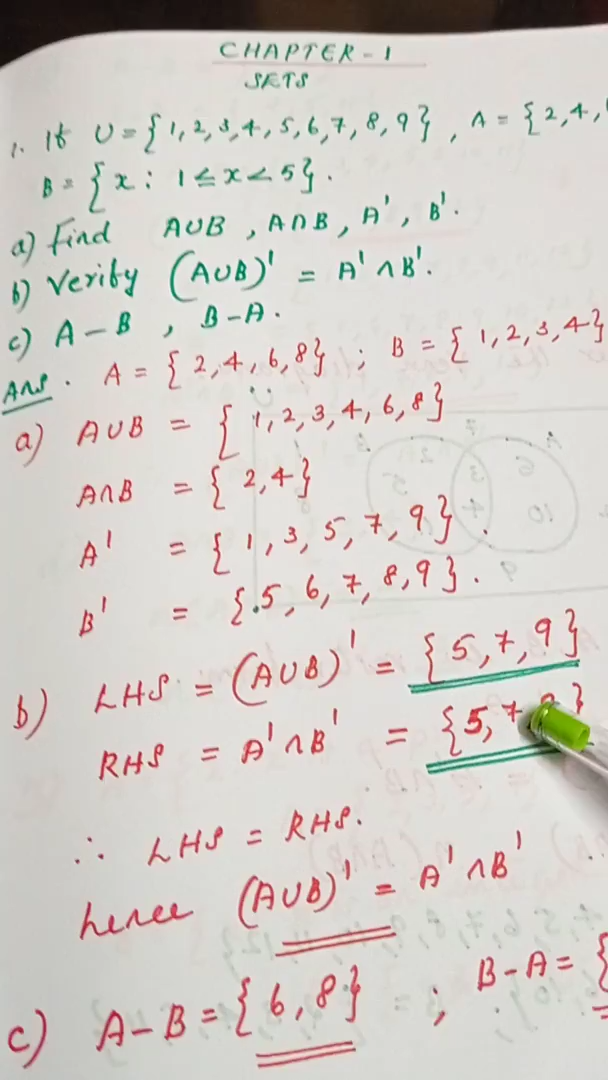 CHAPTER - 1
SETS
1. If U = {1, 2, 3, 4, 5, 6, 7, 8, 9}, A = {2, 4,
B = {x : 1 ≤ x < 5}.
a) Find A∪B, A∩B, A', B'.
b) Verify (A∪B)' = A' ∩ B'.
c) A - B, B - A.
Ans. A = {2, 4, 6, 8} ; B = {1, 2, 3, 4}
a) A∪B = {1, 2, 3, 4, 6, 8}
A∩B = {2, 4}
A' = {1, 3, 5, 7, 9}.
B' = {5, 6, 7, 8, 9}.
b) LHS = (A∪B)' = {5, 7, 9}
RHS = A' ∩ B' = {5, 7, }
∴ LHS = RHS.
hence (A∪B)' = A' ∩ B'
c) A - B = {6, 8} ; B - A = {